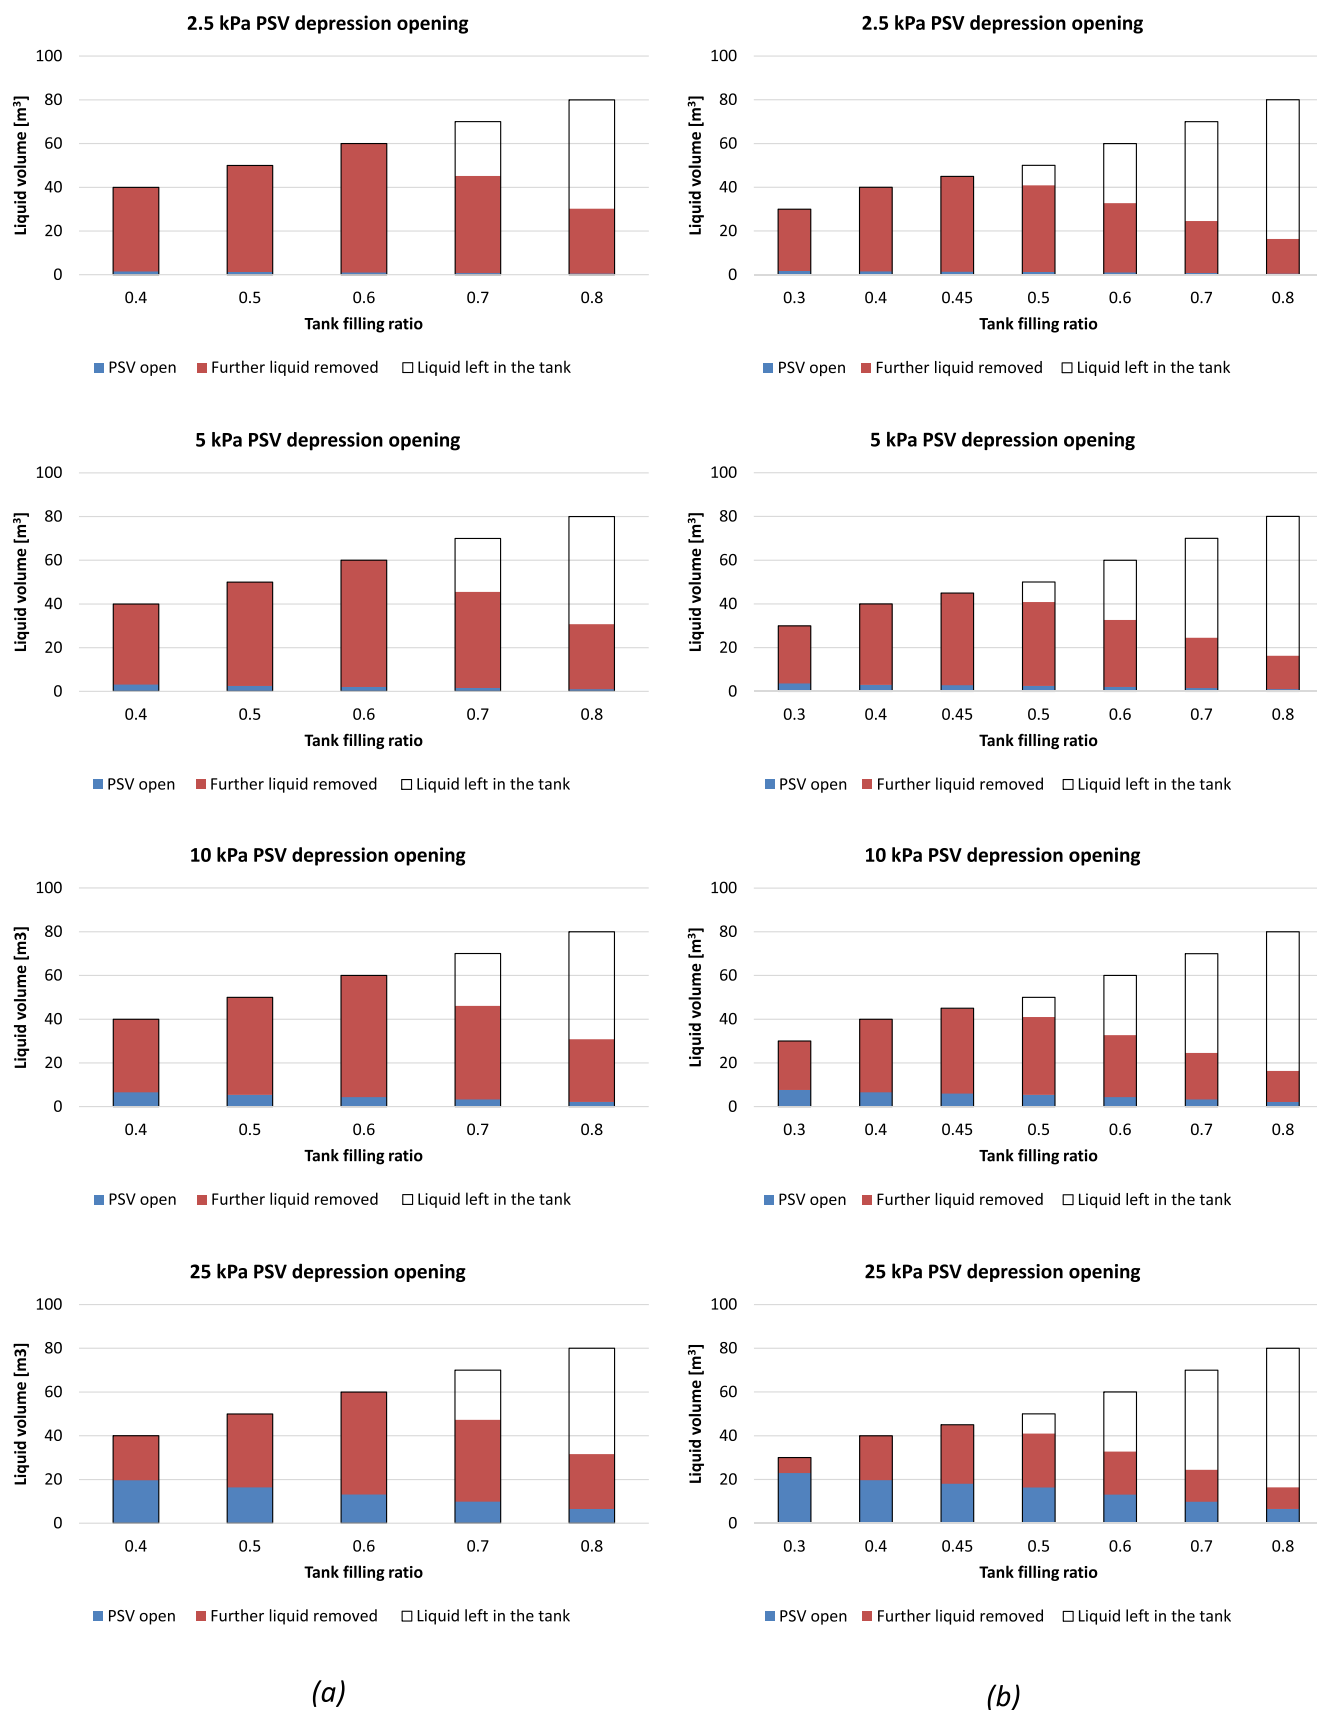 2.5 kPa PSV depression opening
100
80
60
40
20
0
Liquid volume [m³]
0.4 0.5 0.6 0.7 0.8
Tank filling ratio
PSV open Further liquid removed Liquid left in the tank
2.5 kPa PSV depression opening
100
80
60
40
20
0
Liquid volume [m³]
0.3 0.4 0.45 0.5 0.6 0.7 0.8
Tank filling ratio
PSV open Further liquid removed Liquid left in the tank
5 kPa PSV depression opening
100
80
60
40
20
0
Liquid volume [m³]
0.4 0.5 0.6 0.7 0.8
Tank filling ratio
PSV open Further liquid removed Liquid left in the tank
5 kPa PSV depression opening
100
80
60
40
20
0
Liquid volume [m³]
0.3 0.4 0.45 0.5 0.6 0.7 0.8
Tank filling ratio
PSV open Further liquid removed Liquid left in the tank
10 kPa PSV depression opening
100
80
60
40
20
0
Liquid volume [m3]
0.4 0.5 0.6 0.7 0.8
Tank filling ratio
PSV open Further liquid removed Liquid left in the tank
10 kPa PSV depression opening
100
80
60
40
20
0
Liquid volume [m³]
0.3 0.4 0.45 0.5 0.6 0.7 0.8
Tank filling ratio
PSV open Further liquid removed Liquid left in the tank
25 kPa PSV depression opening
100
80
60
40
20
0
Liquid volume [m3]
0.4 0.5 0.6 0.7 0.8
Tank filling ratio
PSV open Further liquid removed Liquid left in the tank
25 kPa PSV depression opening
100
80
60
40
20
0
Liquid volume [m³]
0.3 0.4 0.45 0.5 0.6 0.7 0.8
Tank filling ratio
PSV open Further liquid removed Liquid left in the tank
(a)
(b)